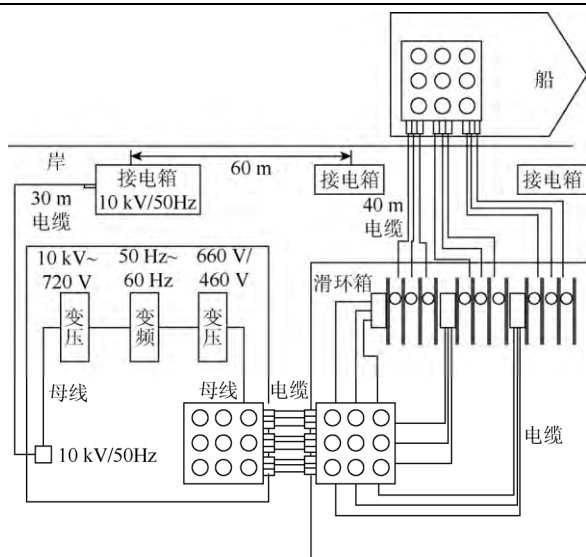 船
岸
60 m
接电箱
10 kV/50Hz
接电箱
接电箱
30 m
电缆
40 m
电缆
10 kV~
720 V
50 Hz~
60 Hz
660 V/
460 V
滑环箱
变压
变频
变压
母线
母线
电缆
电缆
10 kV/50Hz